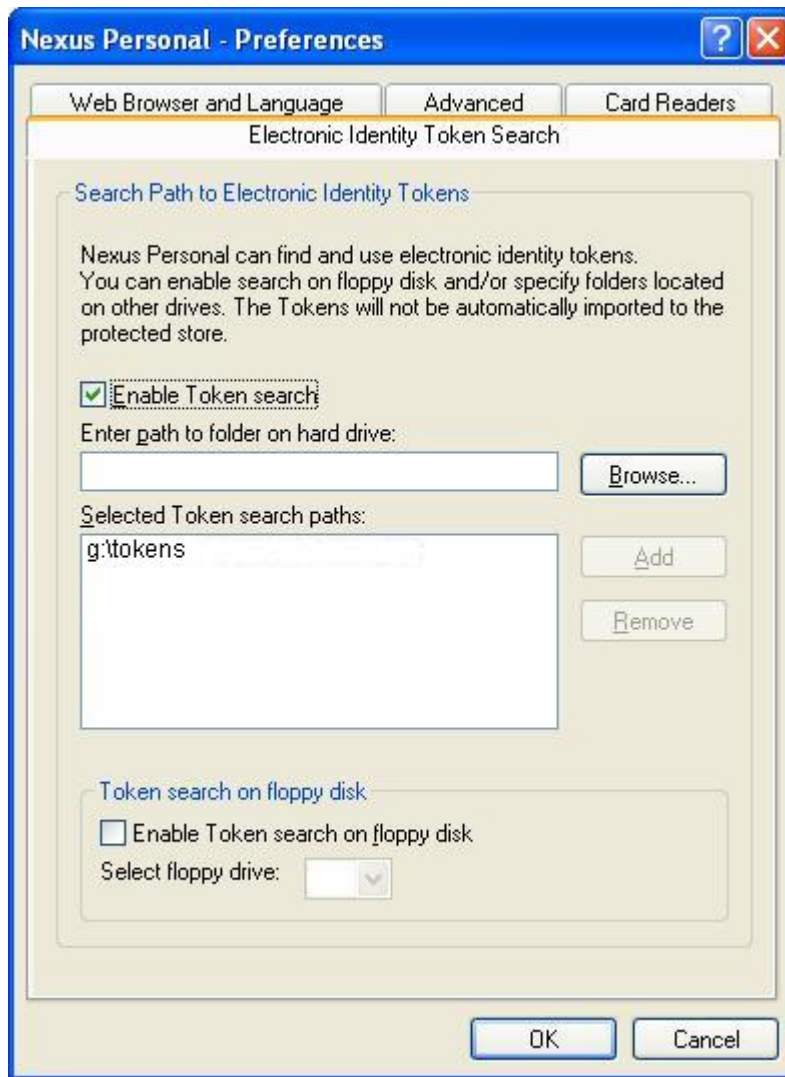 Nexus Personal - Preferences
Web Browser and Language
Advanced
Card Readers
Electronic Identity Token Search
Search Path to Electronic Identity Tokens
Nexus Personal can find and use electronic identity tokens.
You can enable search on floppy disk and/or specify folders located
on other drives. The Tokens will not be automatically imported to the
protected store.
Enable Token search
Enter path to folder on hard drive:
Browse...
Selected Token search paths:
g:\tokens
Add
Remove
Token search on floppy disk
Enable Token search on floppy disk
Select floppy drive:
OK
Cancel